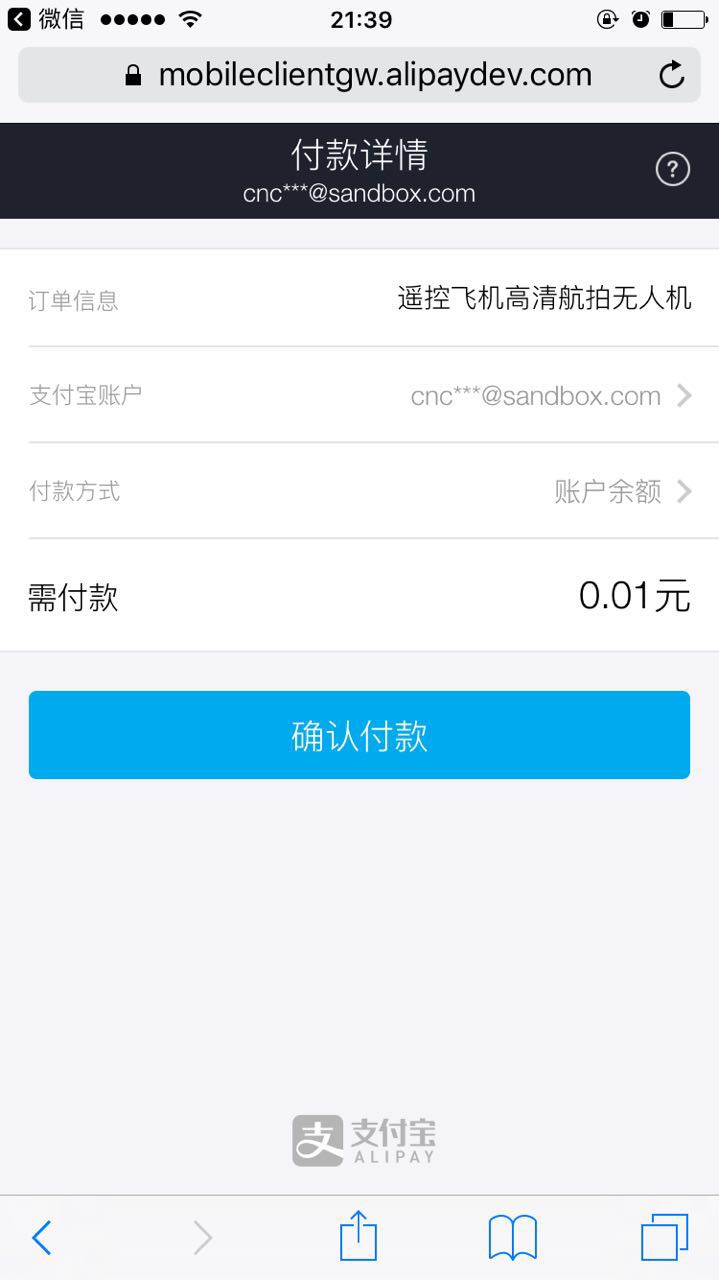 微信 21:39
mobileclientgw.alipaydev.com
付款详情
cnc***@sandbox.com
?
订单信息 遥控飞机高清航拍无人机
支付宝账户 cnc***@sandbox.com
付款方式 账户余额
需付款 0.01元
确认付款
支 支付宝
ALIPAY